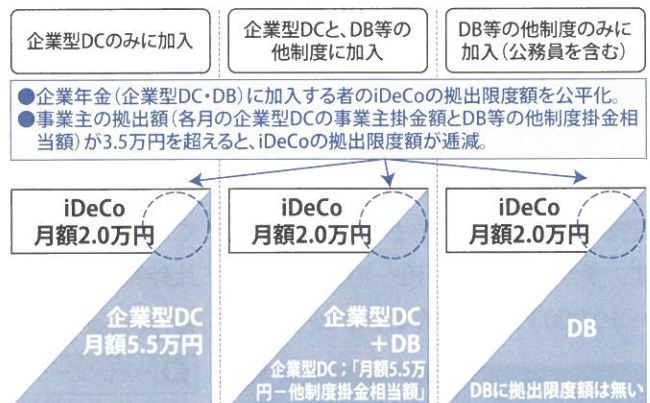 企業型DCのみに加入
企業型DCと、DB等の
他制度に加入
DB等の他制度のみに
加入(公務員を含む)
●企業年金(企業型DC・DB)に加入する者のiDeCoの拠出限度額を公平化。
●事業主の拠出額(各月の企業型DCの事業主掛金額とDB等の他制度掛金相
当額)が3.5万円を超えると、iDeCoの拠出限度額が逓減。
iDeCo
月額2.0万円
iDeCo
月額2.0万円
iDeCo
月額2.0万円
企業型DC
月額5.5万円
企業型DC
+DB
企業型DC;「月額5.5万
円-他制度掛金相当額」
DB
DBに拠出限度額は無い